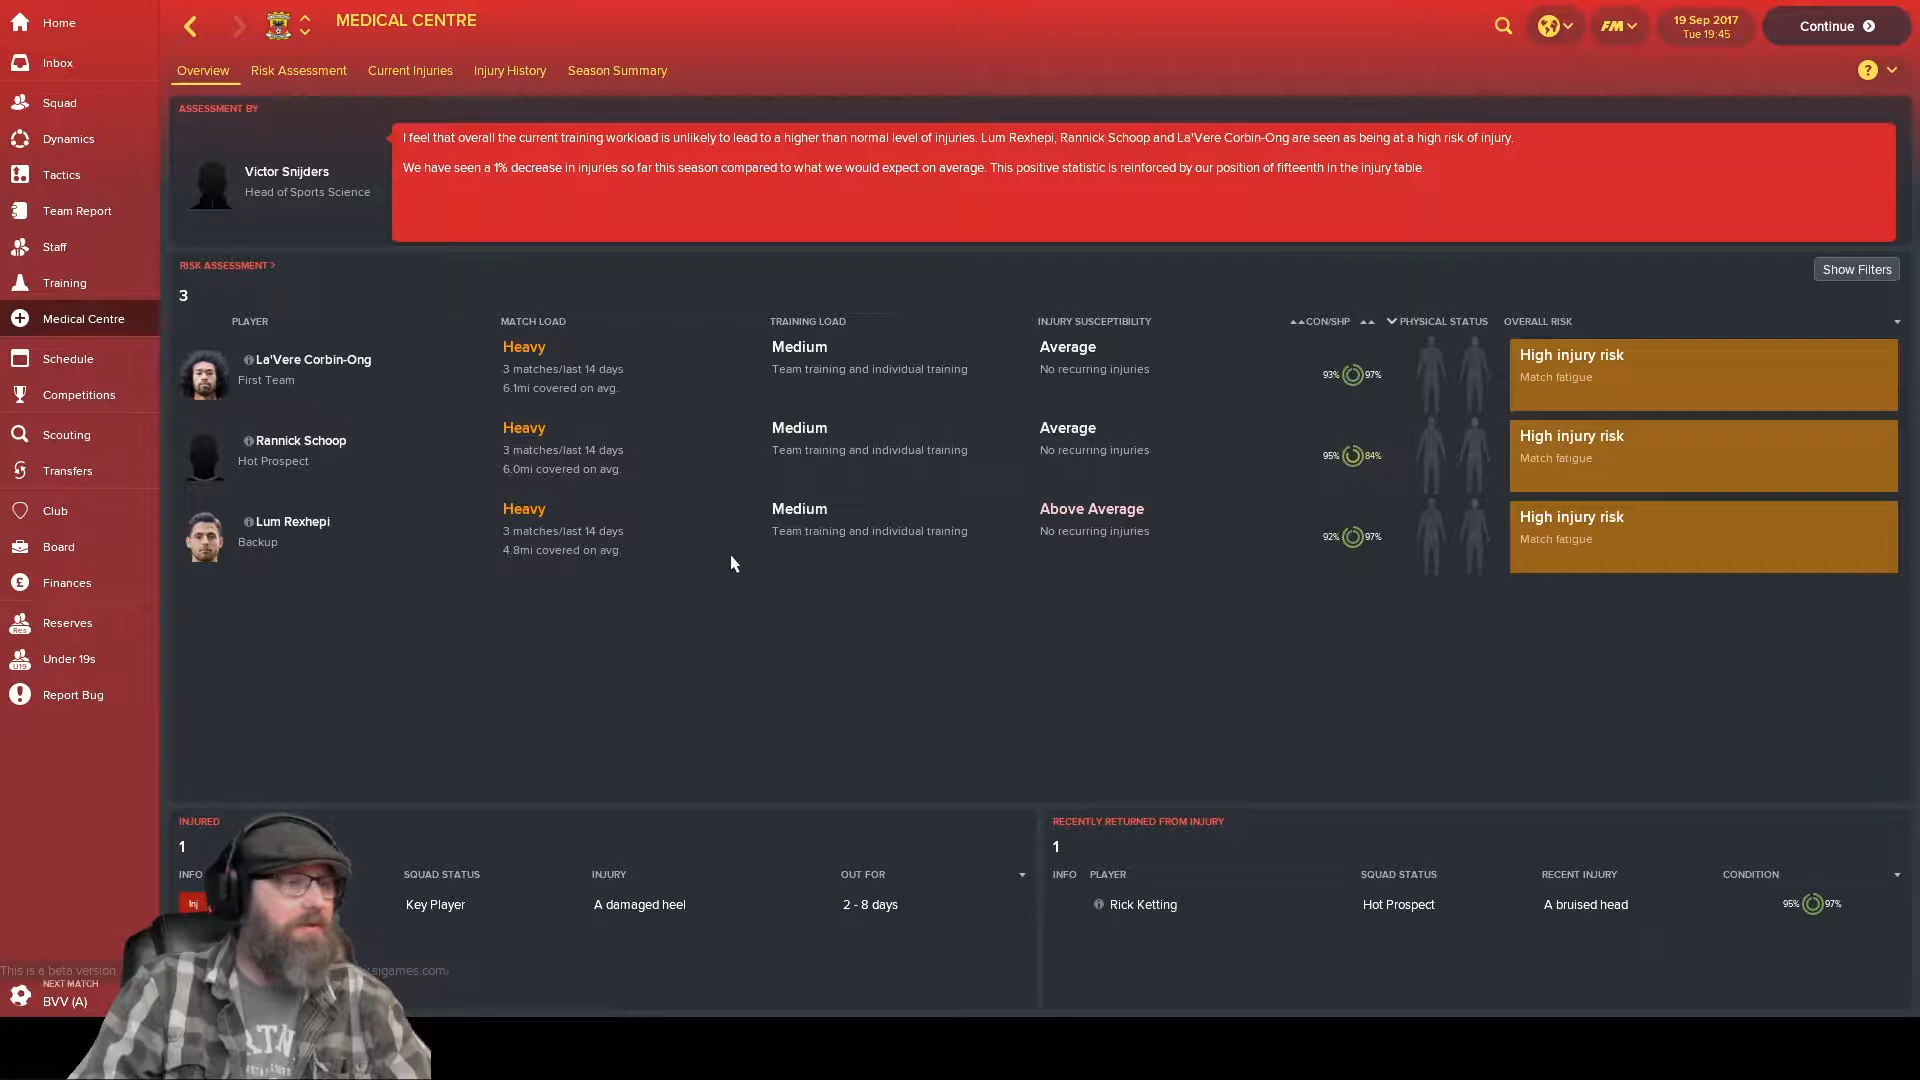 Home
MEDICAL CENTRE
FM
19 Sep 2017
Tue 19:45
Continue
Inbox
Overview
Risk Assessment
Current Injuries
Injury History
Season Summary
?
Squad
Dynamics
Tactics
Team Report
Staff
Training
Medical Centre
Schedule
Competitions
Scouting
Transfers
Club
Board
Finances
Res
Reserves
U19
Under 19s
Report Bug
ASSESSMENT BY
Victor Snijders
Head of Sports Science
I feel that overall the current training workload is unlikely to lead to a higher than normal level of injuries. Lum Rexhepi, Rannick Schoop and La'Vere Corbin-Ong are seen as being at a high risk of injury.
We have seen a 1% decrease in injuries so far this season compared to what we would expect on average. This positive statistic is reinforced by our position of fifteenth in the injury table.
RISK ASSESSMENT >
Show Filters
3
PLAYER MATCH LOAD TRAINING LOAD INJURY SUSCEPTIBILITY CON/SHP PHYSICAL STATUS OVERALL RISK
La'Vere Corbin-Ong
First Team
Heavy
3 matches/last 14 days
6.1mi covered on avg.
Medium
Team training and individual training
Average
No recurring injuries
93% 97%
High injury risk
Match fatigue
Rannick Schoop
Hot Prospect
Heavy
3 matches/last 14 days
6.0mi covered on avg.
Medium
Team training and individual training
Average
No recurring injuries
95% 84%
High injury risk
Match fatigue
Lum Rexhepi
Backup
Heavy
3 matches/last 14 days
4.8mi covered on avg.
Medium
Team training and individual training
Above Average
No recurring injuries
92% 97%
High injury risk
Match fatigue
INJURED
1
INFO SQUAD STATUS INJURY OUT FOR
Inj Key Player A damaged heel 2 - 8 days
RECENTLY RETURNED FROM INJURY
1
INFO PLAYER SQUAD STATUS RECENT INJURY CONDITION
Rick Ketting Hot Prospect A bruised head 95% 97%
This is a beta version.
.sigames.com/
NEXT MATCH
BVV (A)